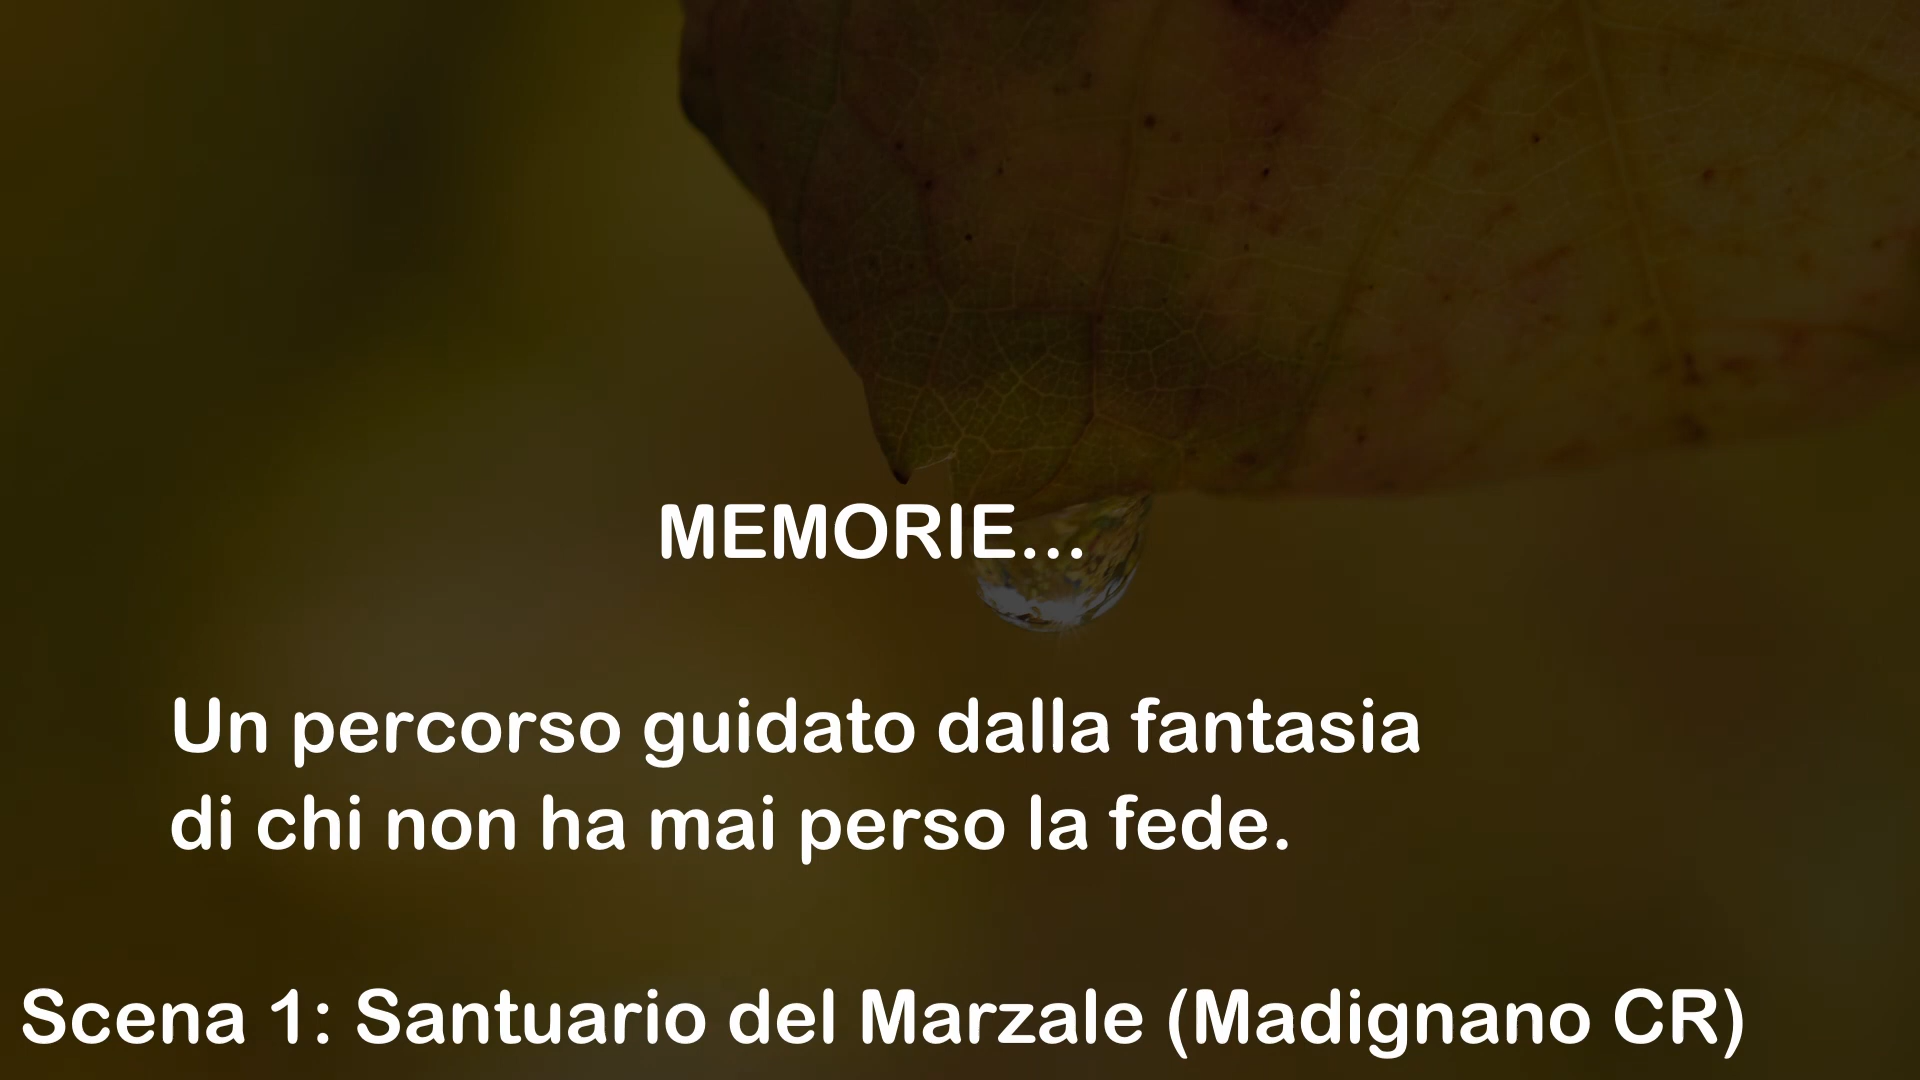 MEMORIE...
Un percorso guidato dalla fantasia
di chi non ha mai perso la fede.
Scena 1: Santuario del Marzale (Madignano CR)